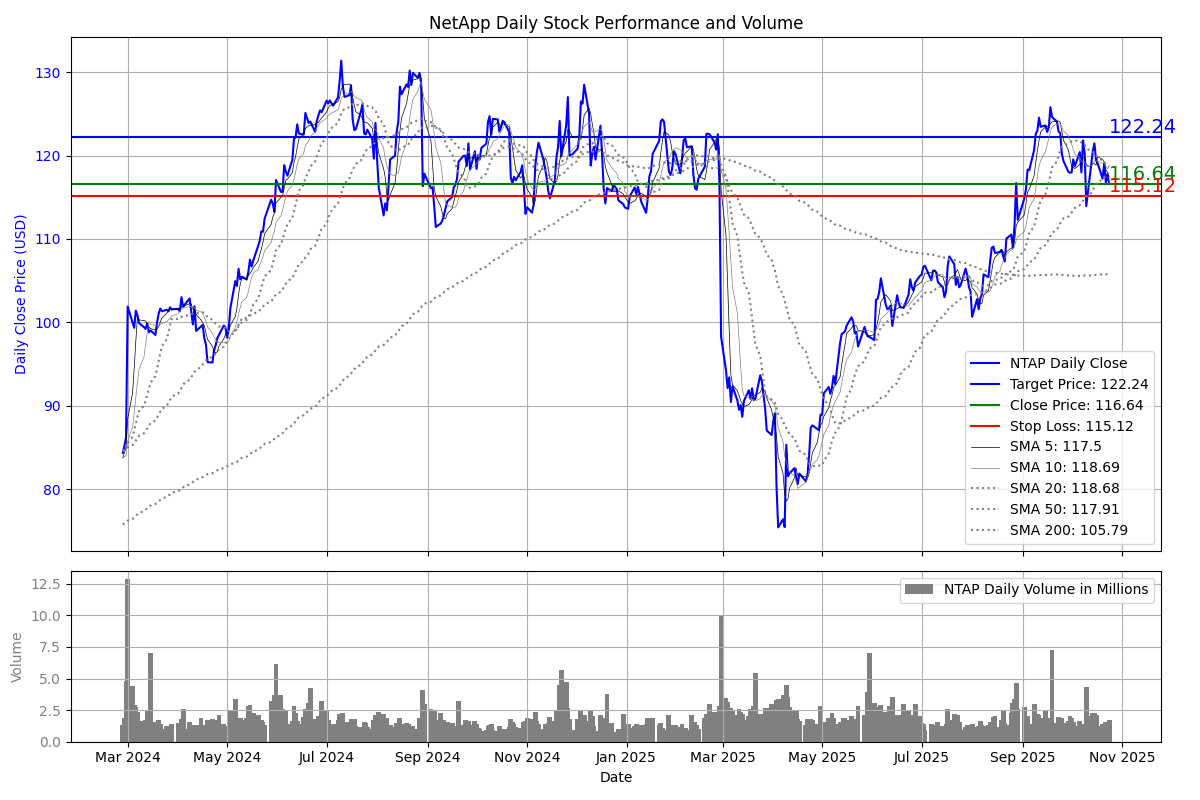 NetApp Daily Stock Performance and Volume
Daily Close Price (USD)
130
120
110
100
90
80
122.24
116.64
115.12
NTAP Daily Close
Target Price: 122.24
Close Price: 116.64
Stop Loss: 115.12
SMA 5: 117.5
SMA 10: 118.69
SMA 20: 118.68
SMA 50: 117.91
SMA 200: 105.79
Volume
12.5
10.0
7.5
5.0
2.5
0.0
NTAP Daily Volume in Millions
Mar 2024
May 2024
Jul 2024
Sep 2024
Nov 2024
Jan 2025
Mar 2025
May 2025
Jul 2025
Sep 2025
Nov 2025
Date